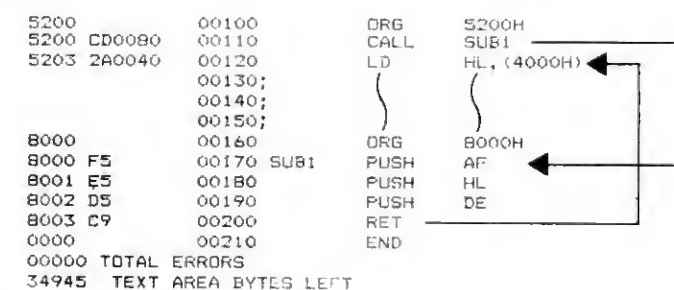 5200 00100 ORG 5200H
5200 CD0080 00110 CALL SUB1
5203 2A0040 00120 LD HL,(4000H)
00130;
00140;
00150;
8000 00160 ORG 8000H
8000 F5 00170 SUB1 PUSH AF
8001 E5 00180 PUSH HL
8002 D5 00190 PUSH DE
8003 C9 00200 RET
0000 00210 END
00000 TOTAL ERRORS
34945 TEXT AREA BYTES LEFT